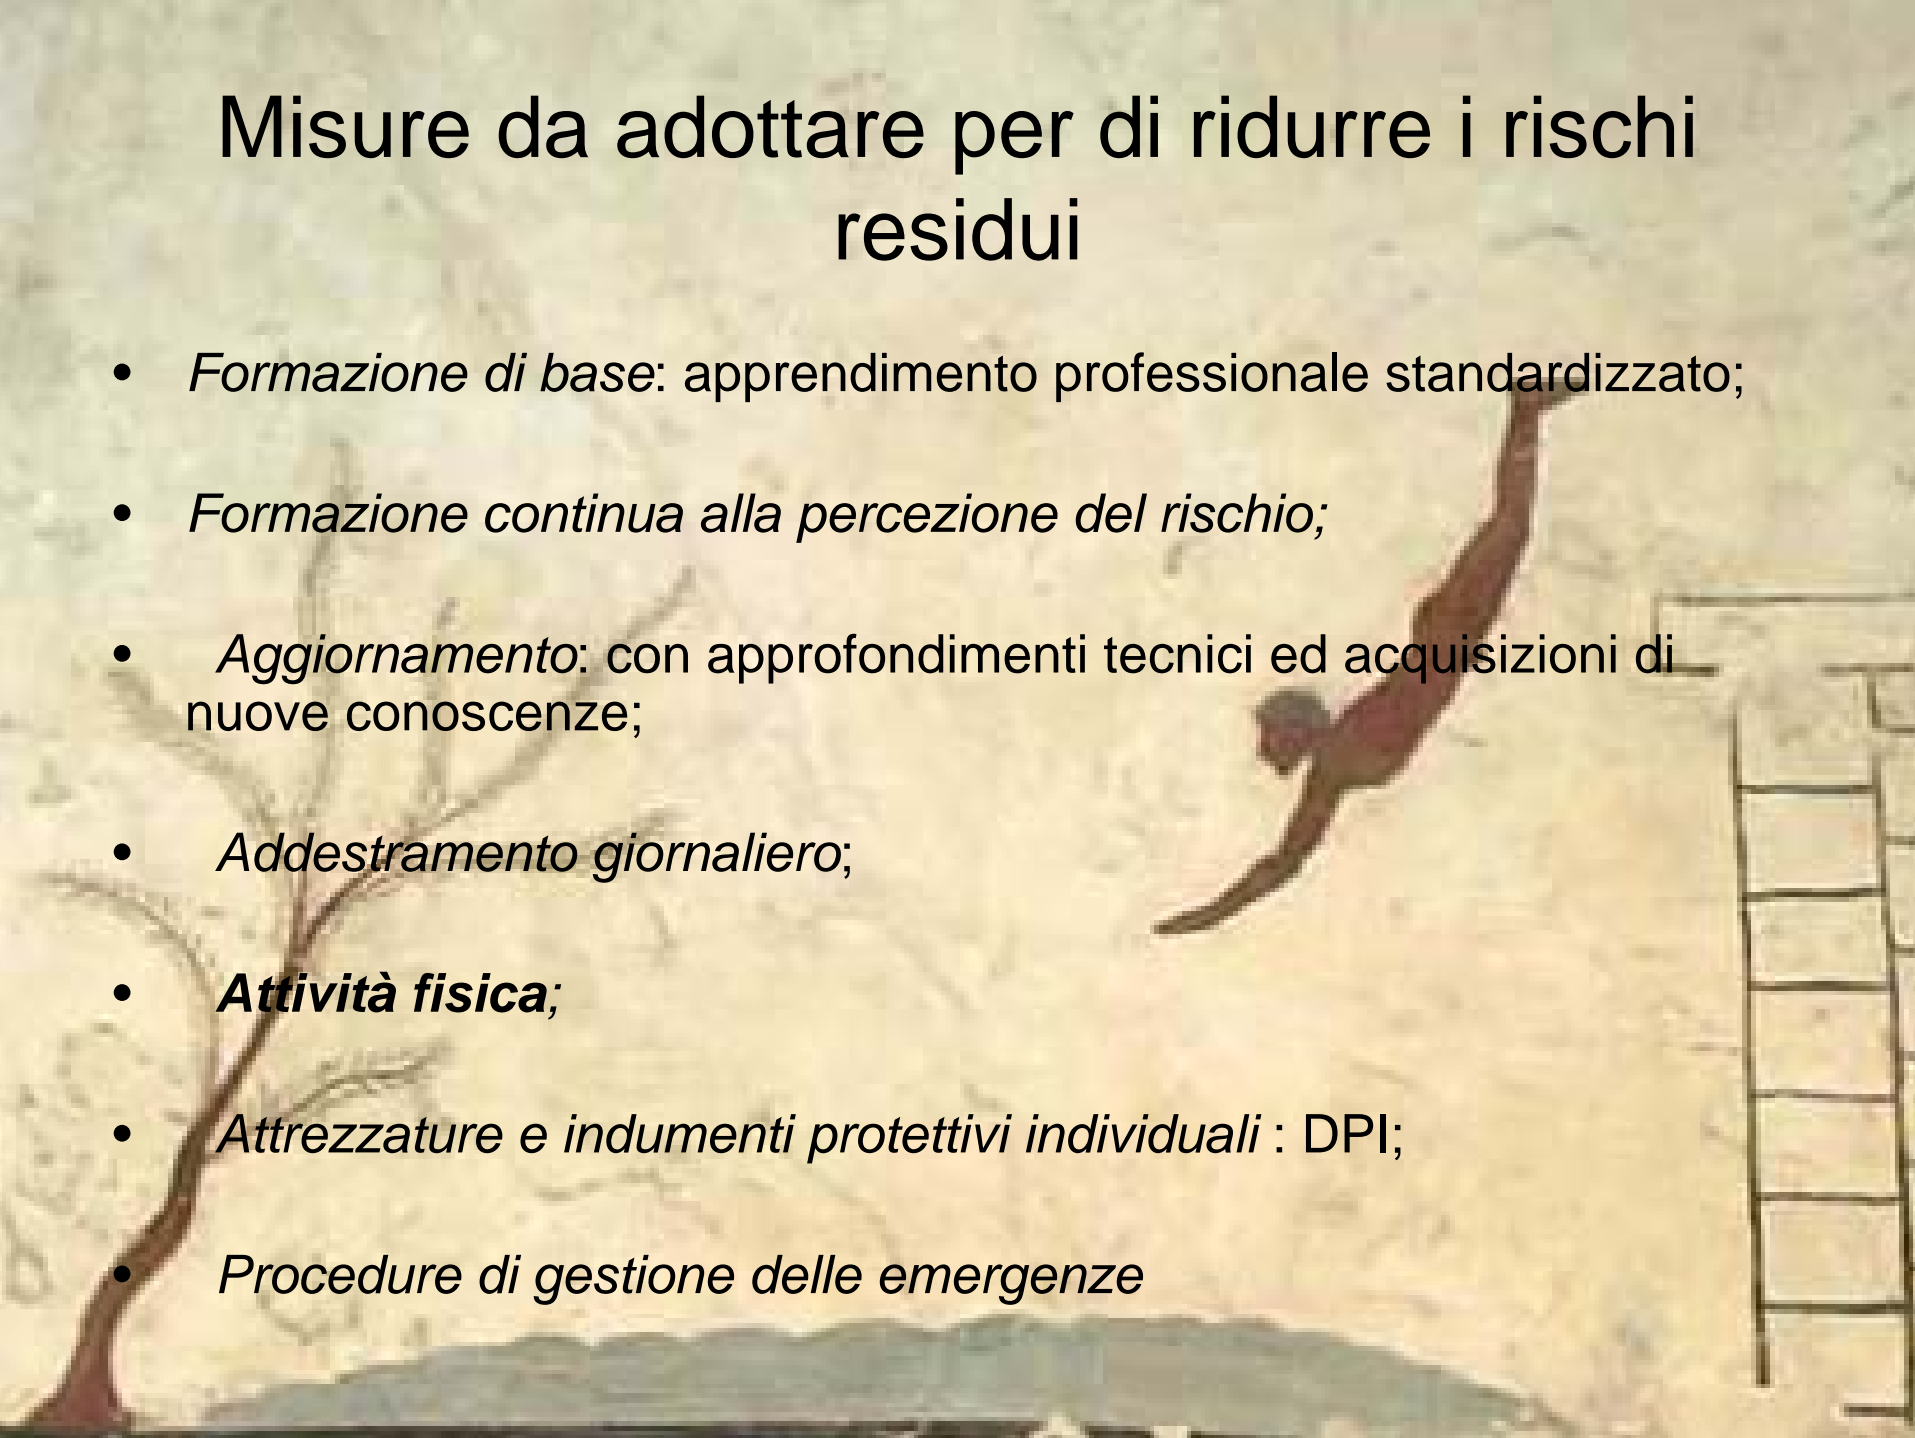 Misure da adottare per di ridurre i rischi
residui
• Formazione di base: apprendimento professionale standardizzato;
• Formazione continua alla percezione del rischio;
• Aggiornamento: con approfondimenti tecnici ed acquisizioni di
nuove conoscenze;
• Addestramento giornaliero;
• Attività fisica;
• Attrezzature e indumenti protettivi individuali : DPI;
• Procedure di gestione delle emergenze